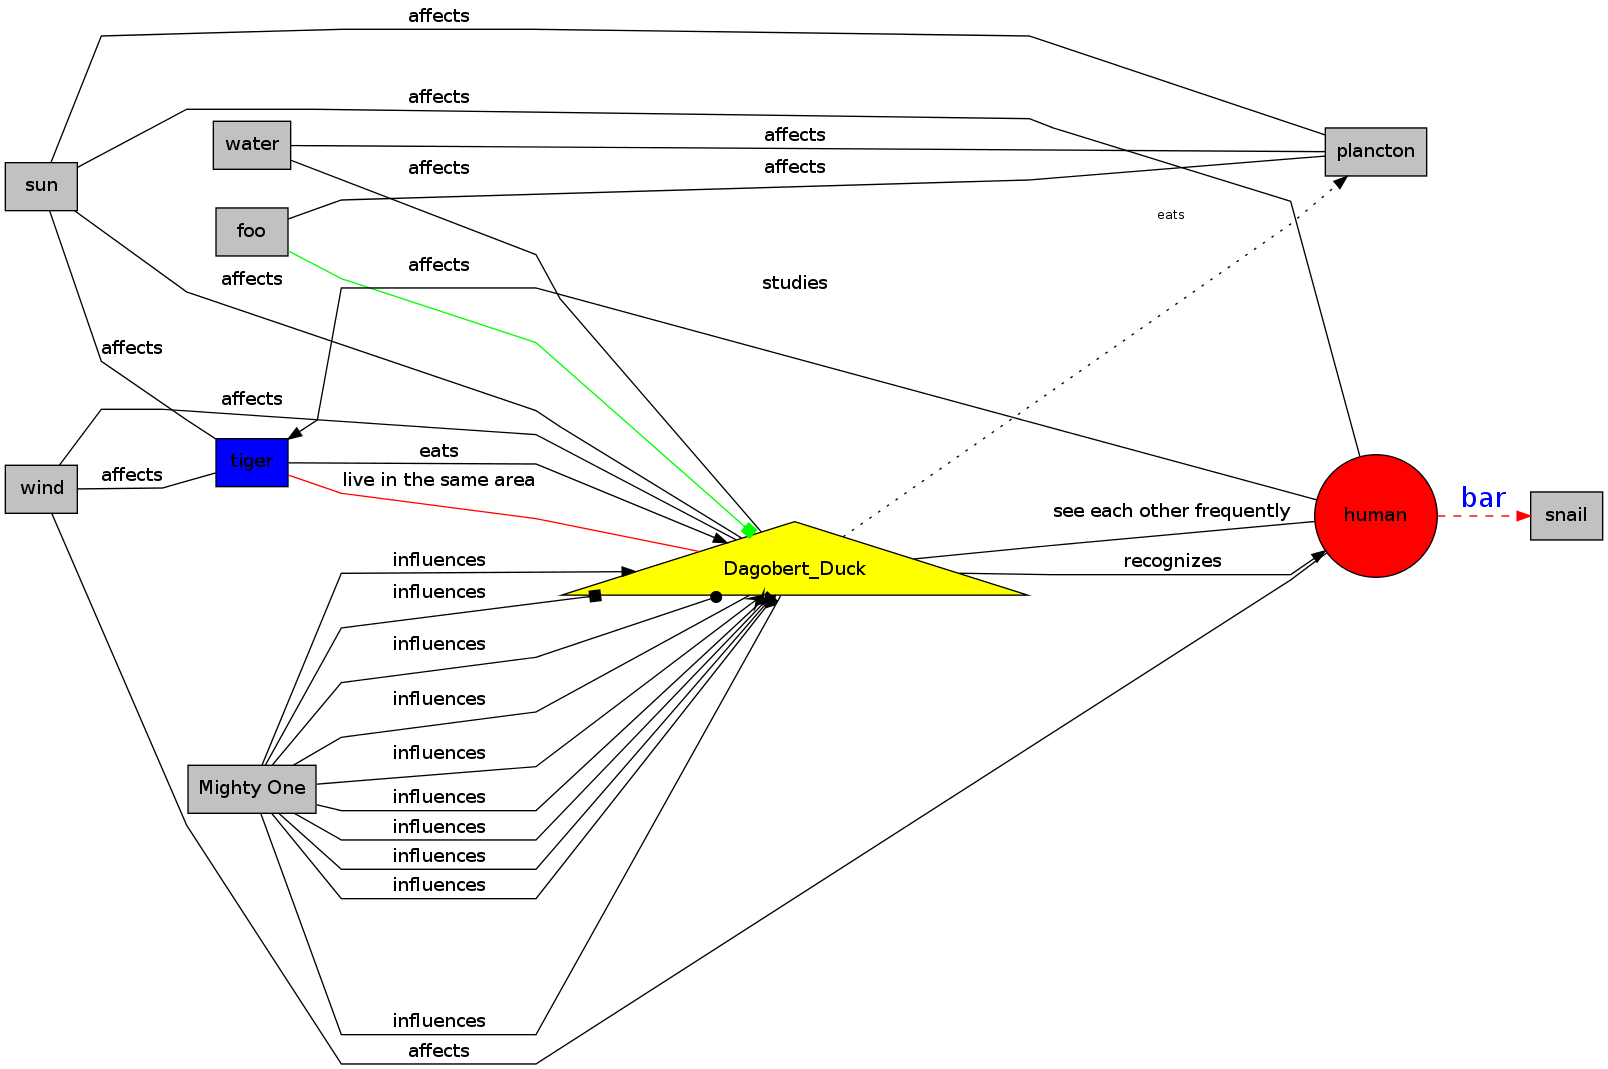 affects
affects
water
affects
plancton
affects
affects
sun
eats
foo
affects
affects
studies
affects
affects
eats
tiger
affects
live in the same area
wind
bar
see each other frequently
human
snail
influences
recognizes
Dagobert_Duck
influences
influences
influences
influences
Mighty One
influences
influences
influences
influences
influences
affects